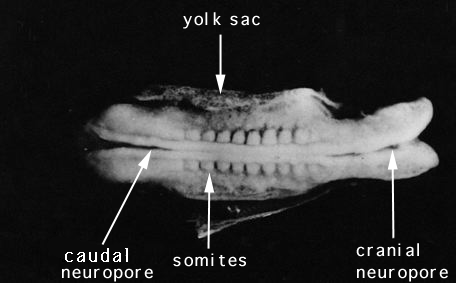 yolk sac
caudal
neuropore
somites
cranial
neuropore